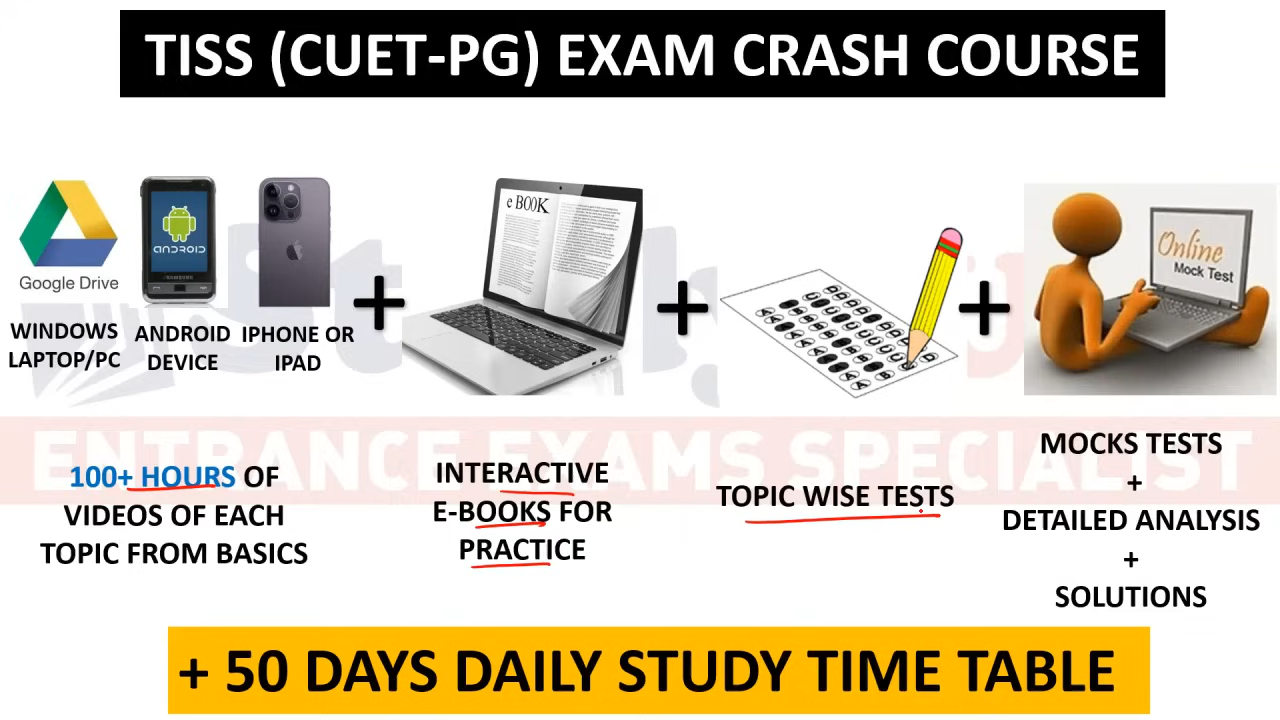 TISS (CUET-PG) EXAM CRASH COURSE
Google Drive
WINDOWS
LAPTOP/PC
ANDROID
SAMSUNG
ANDROID
DEVICE
IPHONE OR
IPAD
+
e BOOK
+
+
Online
Mock Test
ENTRANCE EXAMS SPECIALIST
100+ HOURS OF
VIDEOS OF EACH
TOPIC FROM BASICS
INTERACTIVE
E-BOOKS FOR
PRACTICE
TOPIC WISE TESTS
MOCKS TESTS
+
DETAILED ANALYSIS
+
SOLUTIONS
+ 50 DAYS DAILY STUDY TIME TABLE